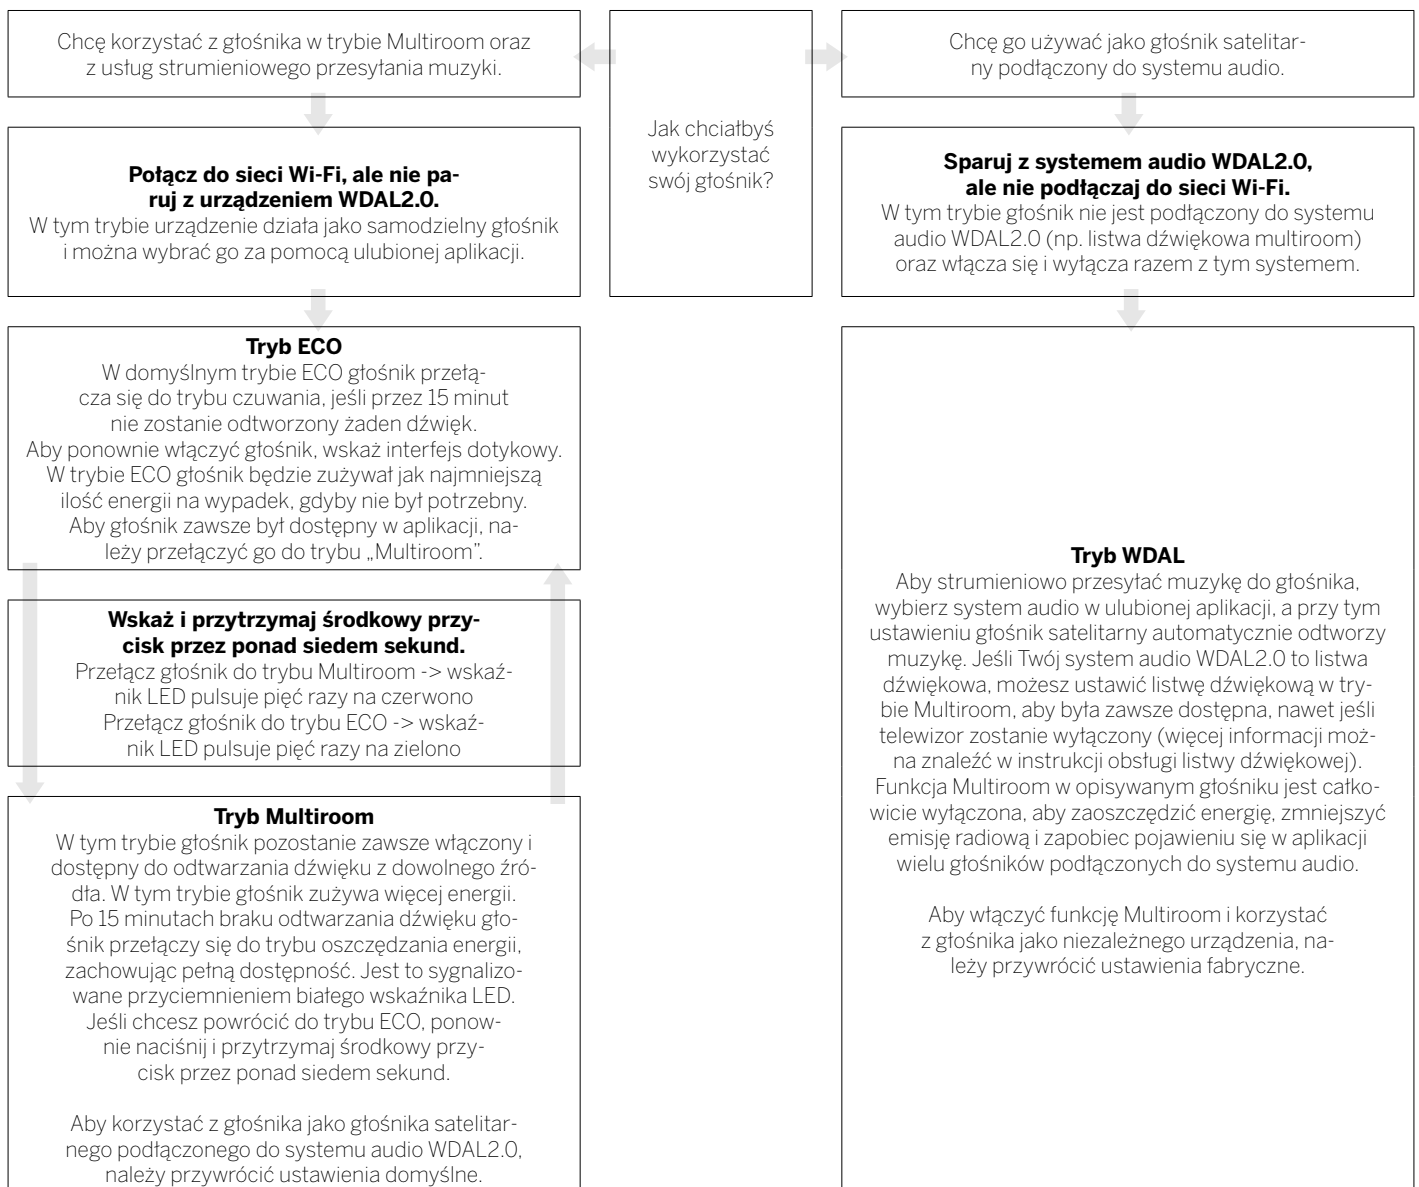 Chcę korzystać z głośnika w trybie Multiroom oraz
z usług strumieniowego przesyłania muzyki.
Połącz do sieci Wi-Fi, ale nie pa-
ruj z urządzeniem WDAL2.0.
W tym trybie urządzenie działa jako samodzielny głośnik
i można wybrać go za pomocą ulubionej aplikacji.
Tryb ECO
W domyślnym trybie ECO głośnik przełą-
cza się do trybu czuwania, jeśli przez 15 minut
nie zostanie odtworzony żaden dźwięk.
Aby ponownie włączyć głośnik, wskaż interfejs dotykowy.
W trybie ECO głośnik będzie zużywał jak najmniejszą
ilość energii na wypadek, gdyby nie był potrzebny.
Aby głośnik zawsze był dostępny w aplikacji, na-
leży przełączyć go do trybu „Multiroom”.
Wskaż i przytrzymaj środkowy przy-
cisk przez ponad siedem sekund.
Przełącz głośnik do trybu Multiroom -> wskaź-
nik LED pulsuje pięć razy na czerwono
Przełącz głośnik do trybu ECO -> wskaź-
nik LED pulsuje pięć razy na zielono
Tryb Multiroom
W tym trybie głośnik pozostanie zawsze włączony i
dostępny do odtwarzania dźwięku z dowolnego źró-
dła. W tym trybie głośnik zużywa więcej energii.
Po 15 minutach braku odtwarzania dźwięku gło-
śnik przełączy się do trybu oszczędzania energii,
zachowując pełną dostępność. Jest to sygnalizo-
wane przyciemnieniem białego wskaźnika LED.
Jeśli chcesz powrócić do trybu ECO, ponow-
nie naciśnij i przytrzymaj środkowy przy-
cisk przez ponad siedem sekund.
Aby korzystać z głośnika jako głośnika satelitar-
nego podłączonego do systemu audio WDAL2.0,
należy przywrócić ustawienia domyślne.
Jak chciałbyś
wykorzystać
swój głośnik?
Chcę go używać jako głośnik satelitar-
ny podłączony do systemu audio.
Sparuj z systemem audio WDAL2.0,
ale nie podłączaj do sieci Wi-Fi.
W tym trybie głośnik nie jest podłączony do systemu
audio WDAL2.0 (np. listwa dźwiękowa multiroom)
oraz włącza się i wyłącza razem z tym systemem.
Tryb WDAL
Aby strumieniowo przesyłać muzykę do głośnika,
wybierz system audio w ulubionej aplikacji, a przy tym
ustawieniu głośnik satelitarny automatycznie odtworzy
muzykę. Jeśli Twój system audio WDAL2.0 to listwa
dźwiękowa, możesz ustawić listwę dźwiękową w try-
bie Multiroom, aby była zawsze dostępna, nawet jeśli
telewizor zostanie wyłączony (więcej informacji moż-
na znaleźć w instrukcji obsługi listwy dźwiękowej).
Funkcja Multiroom w opisywanym głośniku jest całko-
wicie wyłączona, aby zaoszczędzić energię, zmniejszyć
emisję radiową i zapobiec pojawieniu się w aplikacji
wielu głośników podłączonych do systemu audio.
Aby włączyć funkcję Multiroom i korzystać
z głośnika jako niezależnego urządzenia, na-
leży przywrócić ustawienia fabryczne.